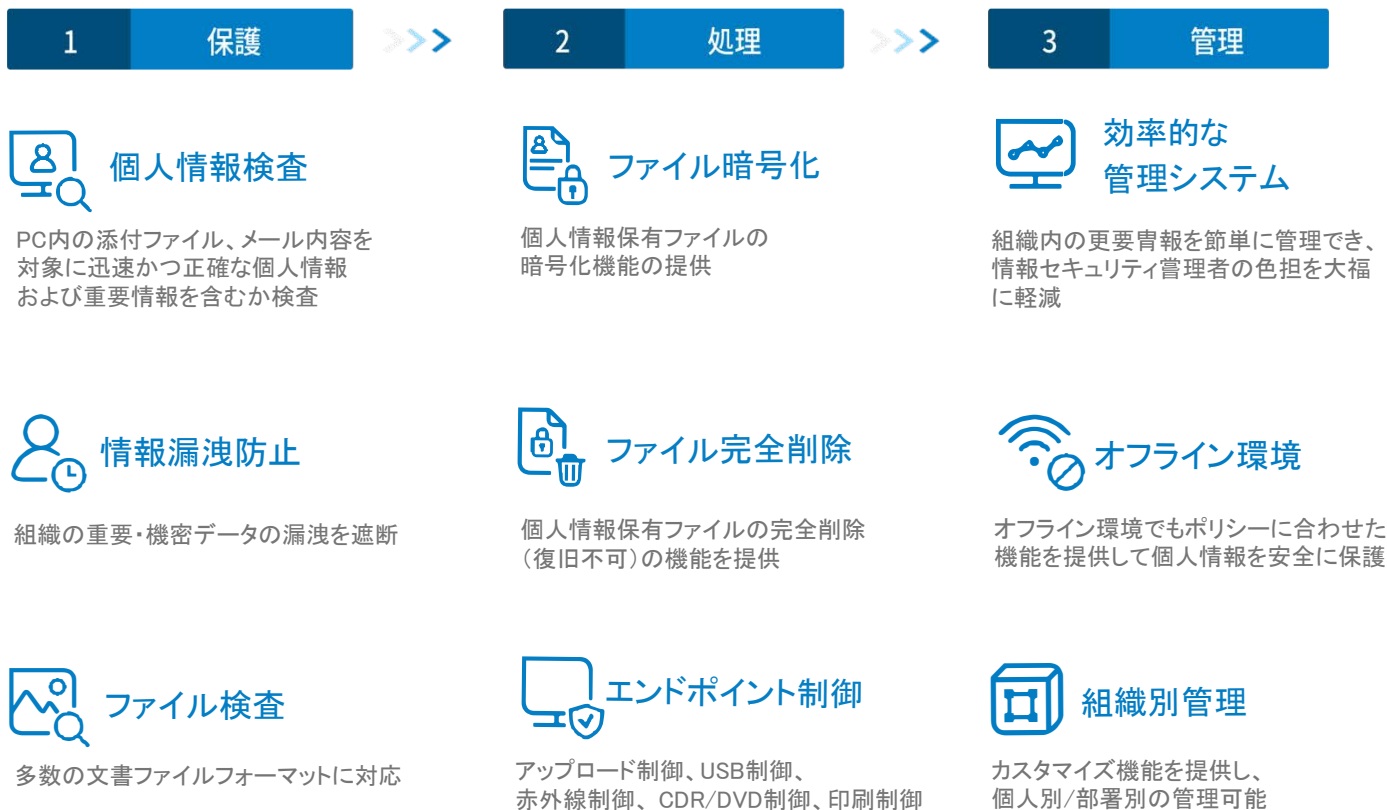 1 保護
2 処理
3 管理
個人情報検査
PC内の添付ファイル、メール内容を
対象に迅速かつ正確な個人情報
および重要情報を含むか検査
ファイル暗号化
個人情報保有ファイルの
暗号化機能の提供
効率的な
管理システム
組織内の更要冑報を節単に管理でき、
情報セキュリティ嘗理者の色担を大福
に軽減
情報漏洩防止
組織の重要・機密データの漏洩を遮断
ファイル完全削除
個人情報保有ファイルの完全削除
（復旧不可）の機能を提供
オフライン環境
オフライン環境でもポリシーに合わせた
機能を提供して個人情報を安全に保護
ファイル検査
多数の文書ファイルフォーマットに対応
エンドポイント制御
アップロード制御、USB制御、
赤外線制御、CDR/DVD制御、印刷制御
組織別管理
カスタマイズ機能を提供し、
個人別/部署別の管理可能